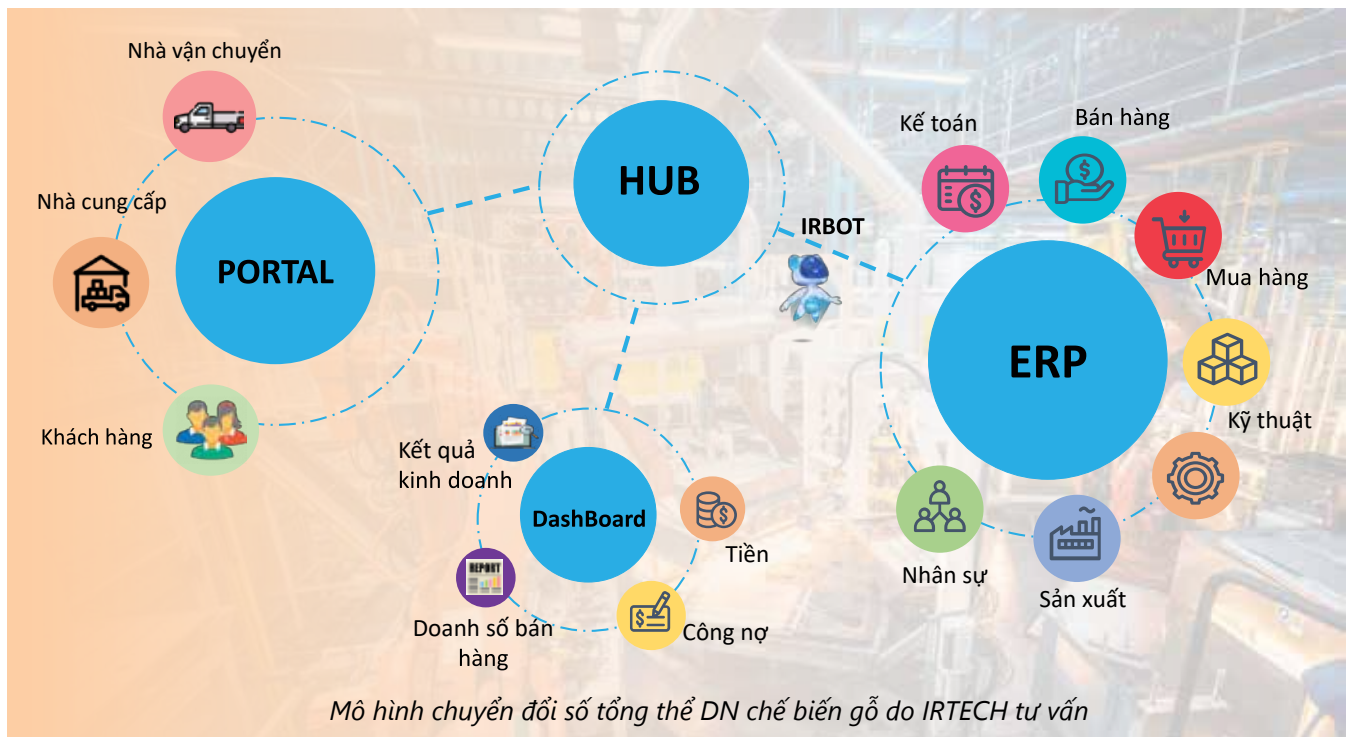 Nhà vận chuyển
Nhà cung cấp
PORTAL
Khách hàng
HUB
IRBOT
Kế toán
Bán hàng
Mua hàng
ERP
Kỹ thuật
Nhân sự
Sản xuất
Kết quả
kinh doanh
DashBoard
Tiền
REPORT
Doanh số bán
hàng
Công nợ
Mô hình chuyển đổi số tổng thể DN chế biến gỗ do IRTECH tư vấn